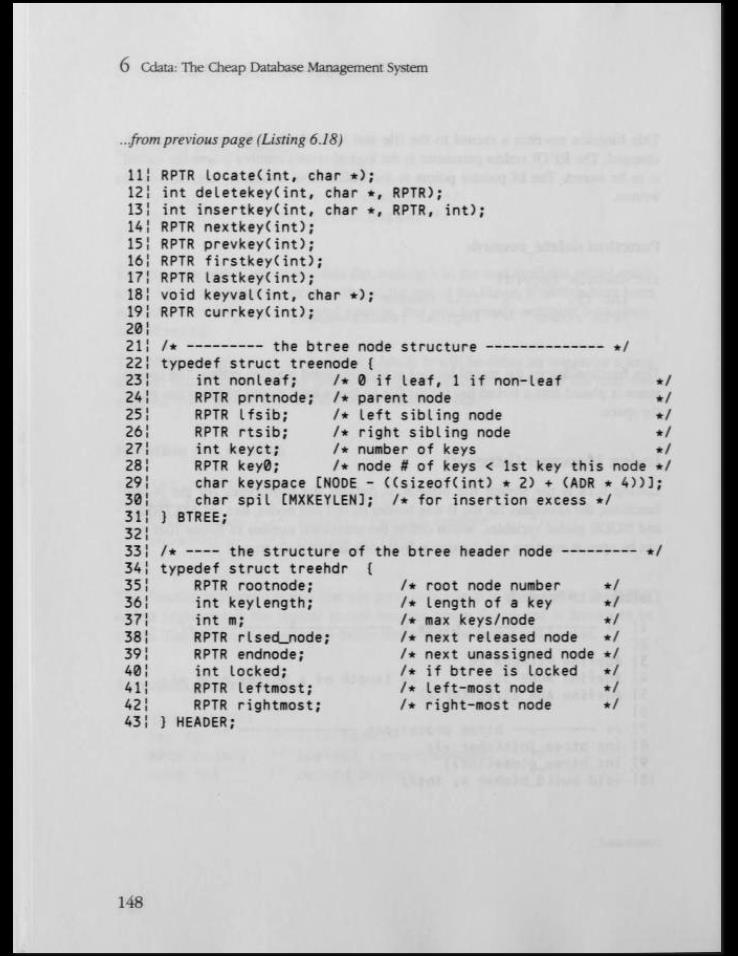 6 Cdata: The Cheap Database Management System
...from previous page (Listing 6.18)
11¦ RPTR locate(int, char *);
12¦ int deletekey(int, char *, RPTR);
13¦ int insertkey(int, char *, RPTR, int);
14¦ RPTR nextkey(int);
15¦ RPTR prevkey(int);
16¦ RPTR firstkey(int);
17¦ RPTR lastkey(int);
18¦ void keyval(int, char *);
19¦ RPTR currkey(int);
20¦
21¦ /* --------- the btree node structure -------------- */
22¦ typedef struct treenode {
23¦     int nonleaf;    /* 0 if leaf, 1 if non-leaf           */
24¦     RPTR prntnode;  /* parent node                        */
25¦     RPTR lfsib;     /* left sibling node                  */
26¦     RPTR rtsib;     /* right sibling node                 */
27¦     int keyct;      /* number of keys                     */
28¦     RPTR key0;      /* node # of keys < 1st key this node */
29¦     char keyspace [NODE - ((sizeof(int) * 2) + (ADR * 4))];
30¦     char spil [MXKEYLEN];  /* for insertion excess */
31¦ } BTREE;
32¦
33¦ /* ---- the structure of the btree header node --------- */
34¦ typedef struct treehdr  {
35¦     RPTR rootnode;          /* root node number     */
36¦     int keylength;          /* length of a key      */
37¦     int m;                  /* max keys/node        */
38¦     RPTR rlsed_node;        /* next released node   */
39¦     RPTR endnode;           /* next unassigned node */
40¦     int locked;             /* if btree is locked   */
41¦     RPTR leftmost;          /* left-most node       */
42¦     RPTR rightmost;         /* right-most node      */
43¦ } HEADER;
148